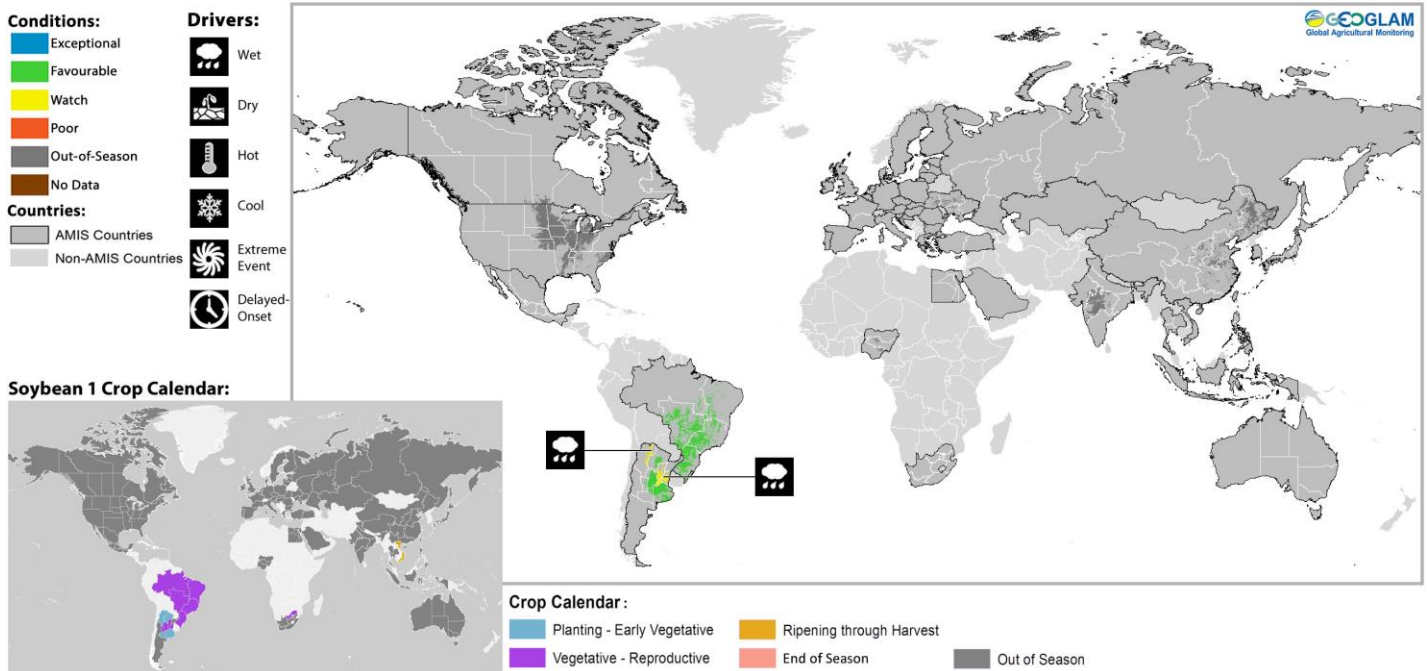 Conditions:
Exceptional
Favourable
Watch
Poor
Out-of-Season
No Data
Countries:
AMIS Countries
Non-AMIS Countries
Drivers:
Wet
Dry
Hot
Cool
Extreme
Event
Delayed-
Onset
GEOGLAM
Global Agricultural Monitoring
Soybean 1 Crop Calendar:
Crop Calendar :
Planting - Early Vegetative
Vegetative - Reproductive
Ripening through Harvest
End of Season
Out of Season